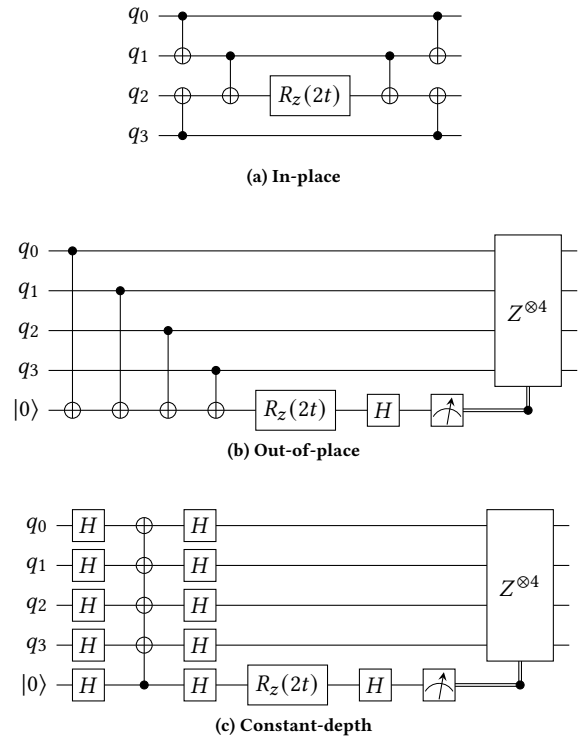 q₀
q₁
q₂ R_z(2t)
q₃
(a) In-place
q₀
q₁
q₂ Z^{⊗4}
q₃
|0⟩ R_z(2t) H
(b) Out-of-place
q₀ H H
q₁ H H
q₂ H H Z^{⊗4}
q₃ H H
|0⟩ H H R_z(2t) H
(c) Constant-depth